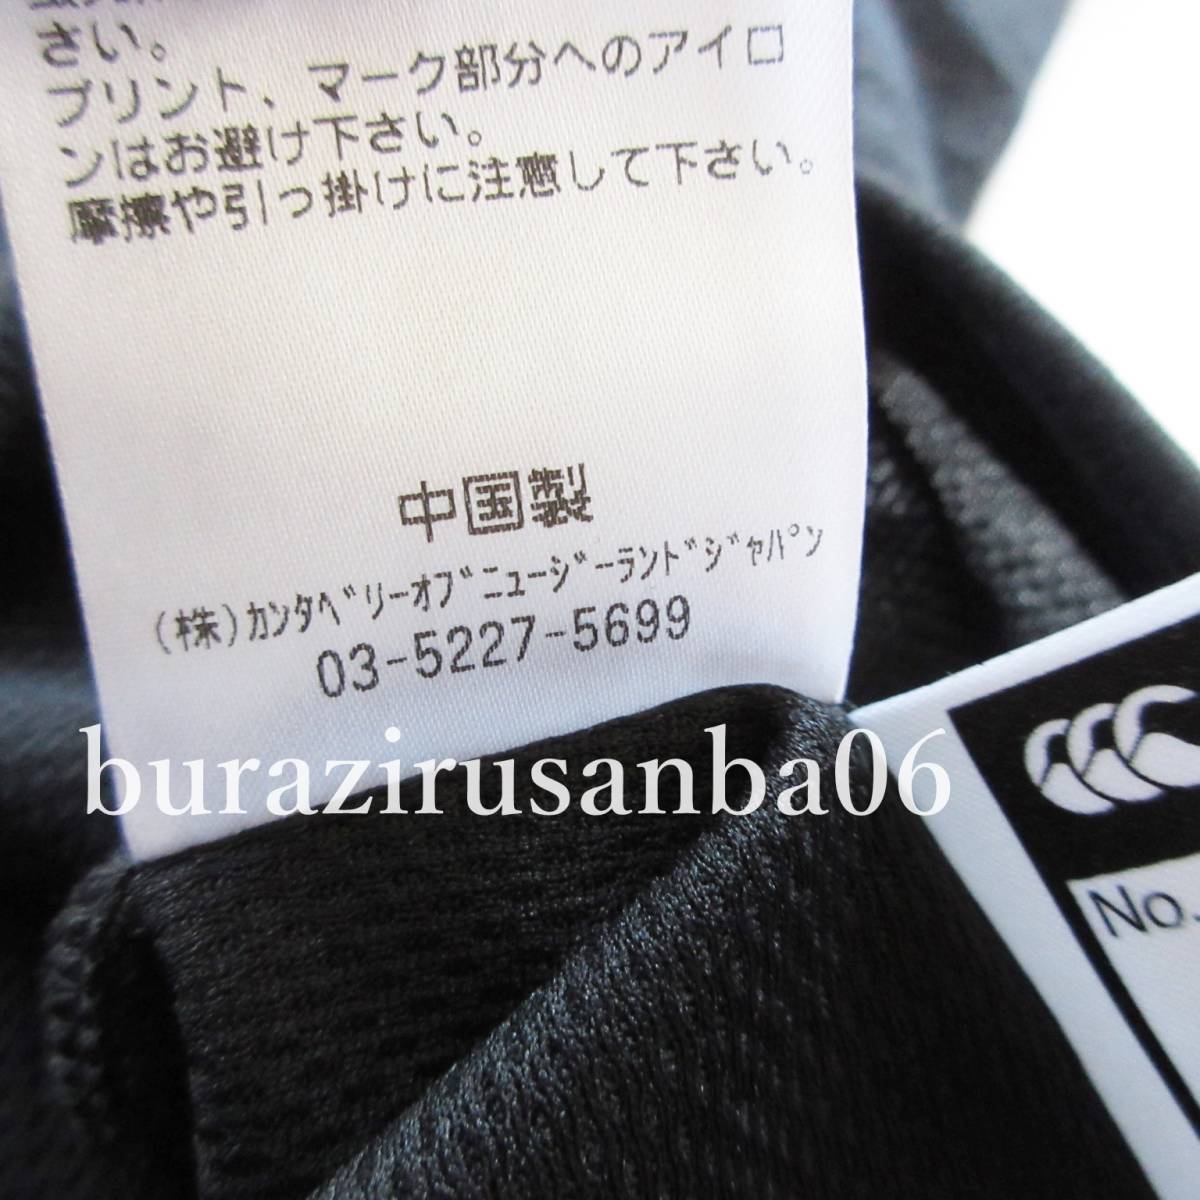 さい。
プリント、マーク部分へのアイロ
ンはお避け下さい。
摩擦や引っ掛けに注意して下さい。
中国製
(株)ｶﾝﾀﾍﾞﾘｰｵﾌﾞﾆｭｰｼﾞｰﾗﾝﾄﾞｼﾞｬﾊﾟﾝ
03-5227-5699
burazirusanba06
No.